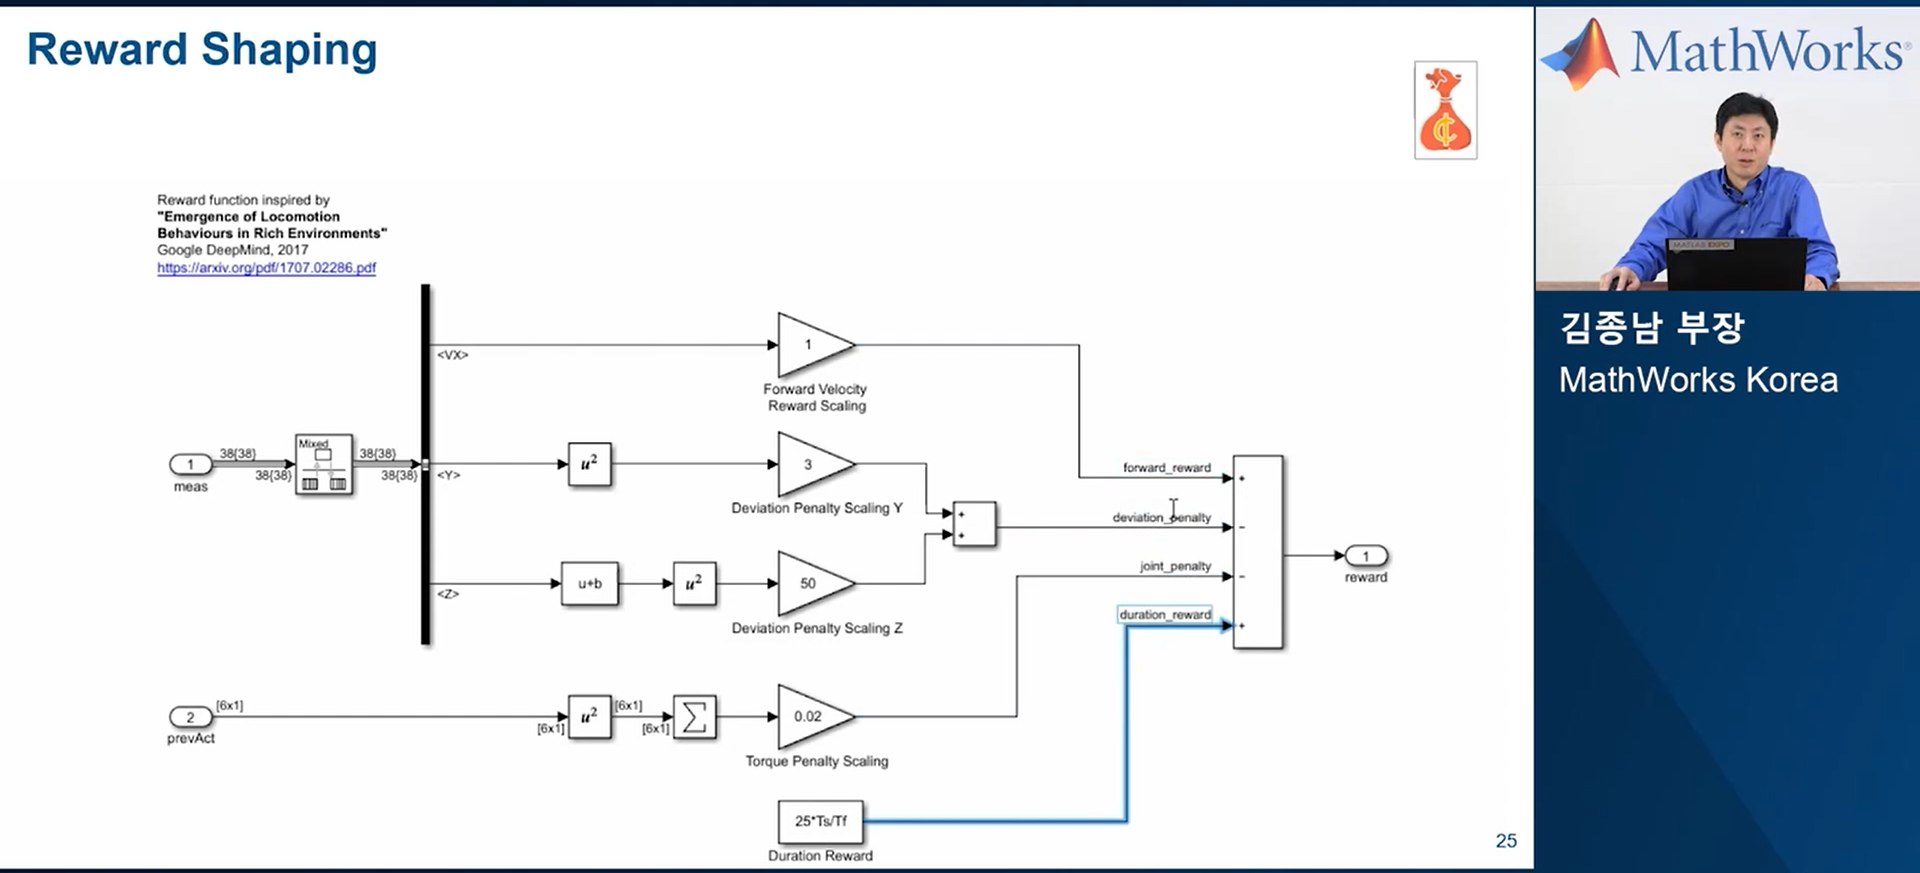 Reward Shaping
MathWorks®
Reward function inspired by
"Emergence of Locomotion
Behaviours in Rich Environments"
Google DeepMind, 2017
https://arxiv.org/pdf/1707.02286.pdf
MATLAB EXPO
김종남 부장
MathWorks Korea
<VX>
1
Forward Velocity
Reward Scaling
1
meas
38{38}
38{38}
Mixed
38{38}
38{38}
<Y>
u²
3
Deviation Penalty Scaling Y
+
+
<Z>
u+b
u²
50
Deviation Penalty Scaling Z
forward_reward
+
deviation_penalty
-
joint_penalty
-
duration_reward
+
1
reward
2
prevAct
[6x1]
[6x1]
u²
[6x1]
[6x1]
∑
0.02
Torque Penalty Scaling
25*Ts/Tf
Duration Reward
25